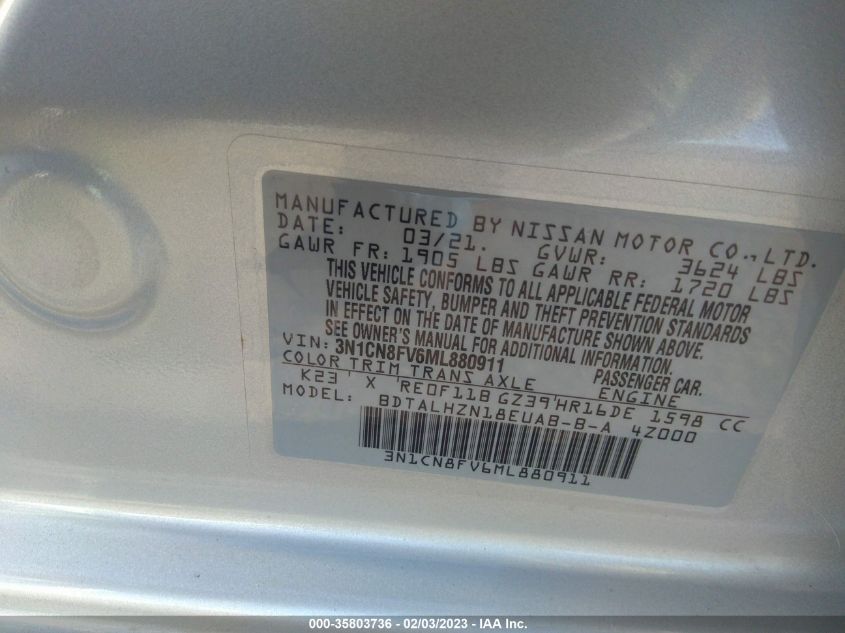 MANUFACTURED BY NISSAN MOTOR CO., LTD.
DATE: 03/21. GVWR: 3624 LBS
GAWR FR: 1905 LBS GAWR RR: 1720 LBS
THIS VEHICLE CONFORMS TO ALL APPLICABLE FEDERAL MOTOR
VEHICLE SAFETY, BUMPER AND THEFT PREVENTION STANDARDS
IN EFFECT ON THE DATE OF MANUFACTURE SHOWN ABOVE.
SEE OWNER'S MANUAL FOR ADDITIONAL INFORMATION
VIN: 3N1CN8FV6ML880911 PASSENGER CAR.
COLOR TRIM TRANS AXLE ENGINE
K23 ' X 'RE0F11B GZ39'HR16DE 1598 CC
MODEL: BDTALHZN18EUAB-B-A 4Z000
3N1CN8FV6ML880911
000-35803736 - 02/03/2023 - IAA Inc.